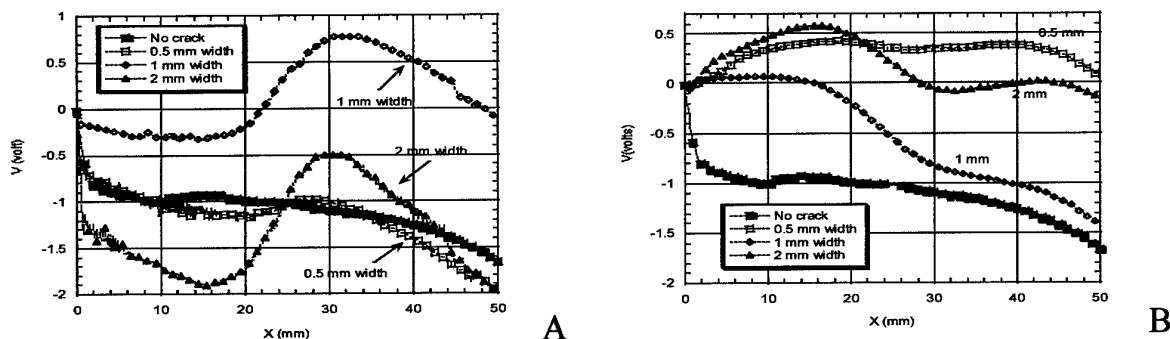 1
0.5
0
-0.5
-1
-1.5
-2
V (volt)
No crack
0.5 mm width
1 mm width
2 mm width
1 mm witdth
2 mm width
0.5 mm width
0 10 20 30 40 50
X (mm)
A
0.5
0
-0.5
-1
-1.5
-2
V(volts)
0.5 mm
2 mm
1 mm
No crack
0.5 mm width
1 mm width
2 mm width
0 10 20 30 40 50
X (mm)
B